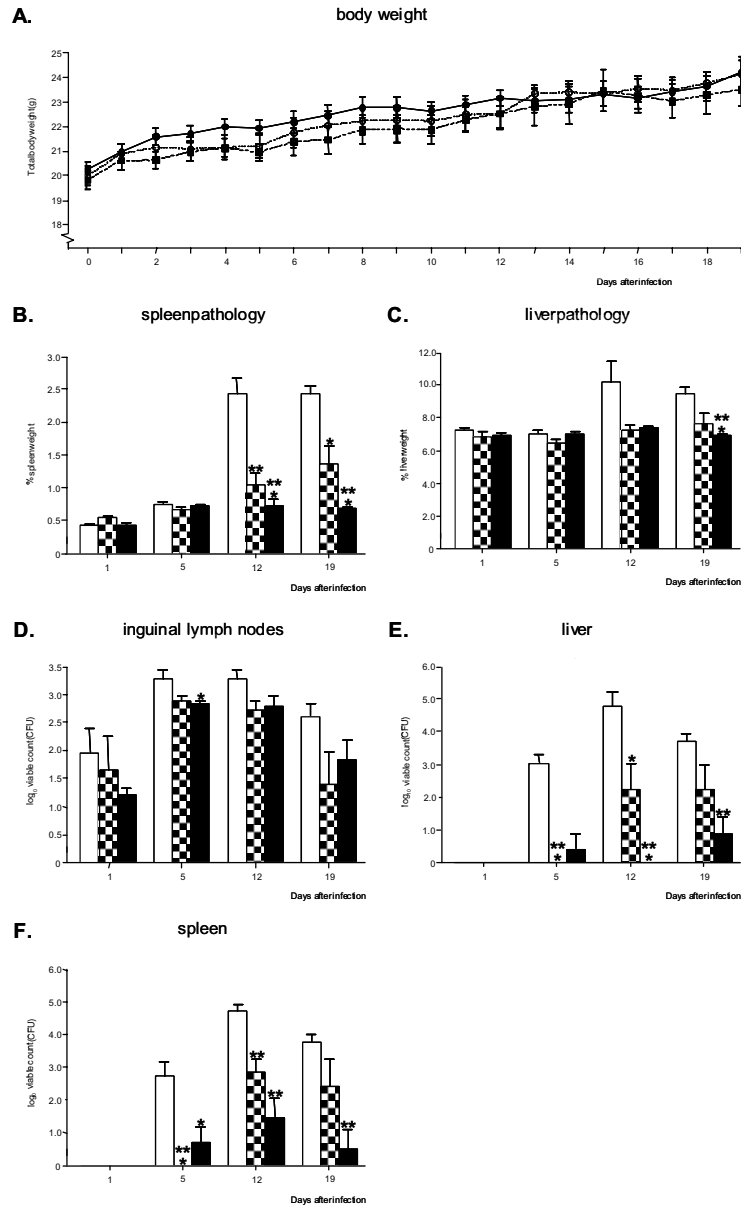 A.
body weight
Totalbodyweight(g)
25
24
23
22
21
20
19
18
0 2 4 6 8 10 12 14 16 18
Days afterinfection
B.
spleenpathology
% spleenweight
3.0
2.5
2.0
1.5
1.0
0.5
0
** ** * * ** *
1 5 12 19
Days afterinfection
C.
liverpathology
% liverweight
12.0
10.0
8.0
6.0
4.0
2.0
0
** *
1 5 12 19
Days afterinfection
D.
inguinal lymph nodes
log10 viable count(CFU)
3.5
3.0
2.5
2.0
1.5
1.0
0.5
0
*
1 5 12 19
Days afterinfection
E.
liver
log10 viable count(CFU)
6.0
5.0
4.0
3.0
2.0
1.0
0
** * * ** * **
1 5 12 19
Days afterinfection
F.
spleen
viable count(CFU)
6.0
5.0
4.0
3.0
2.0
1.0
0
** * * ** ** **
1 5 12 19
Days afterinfection